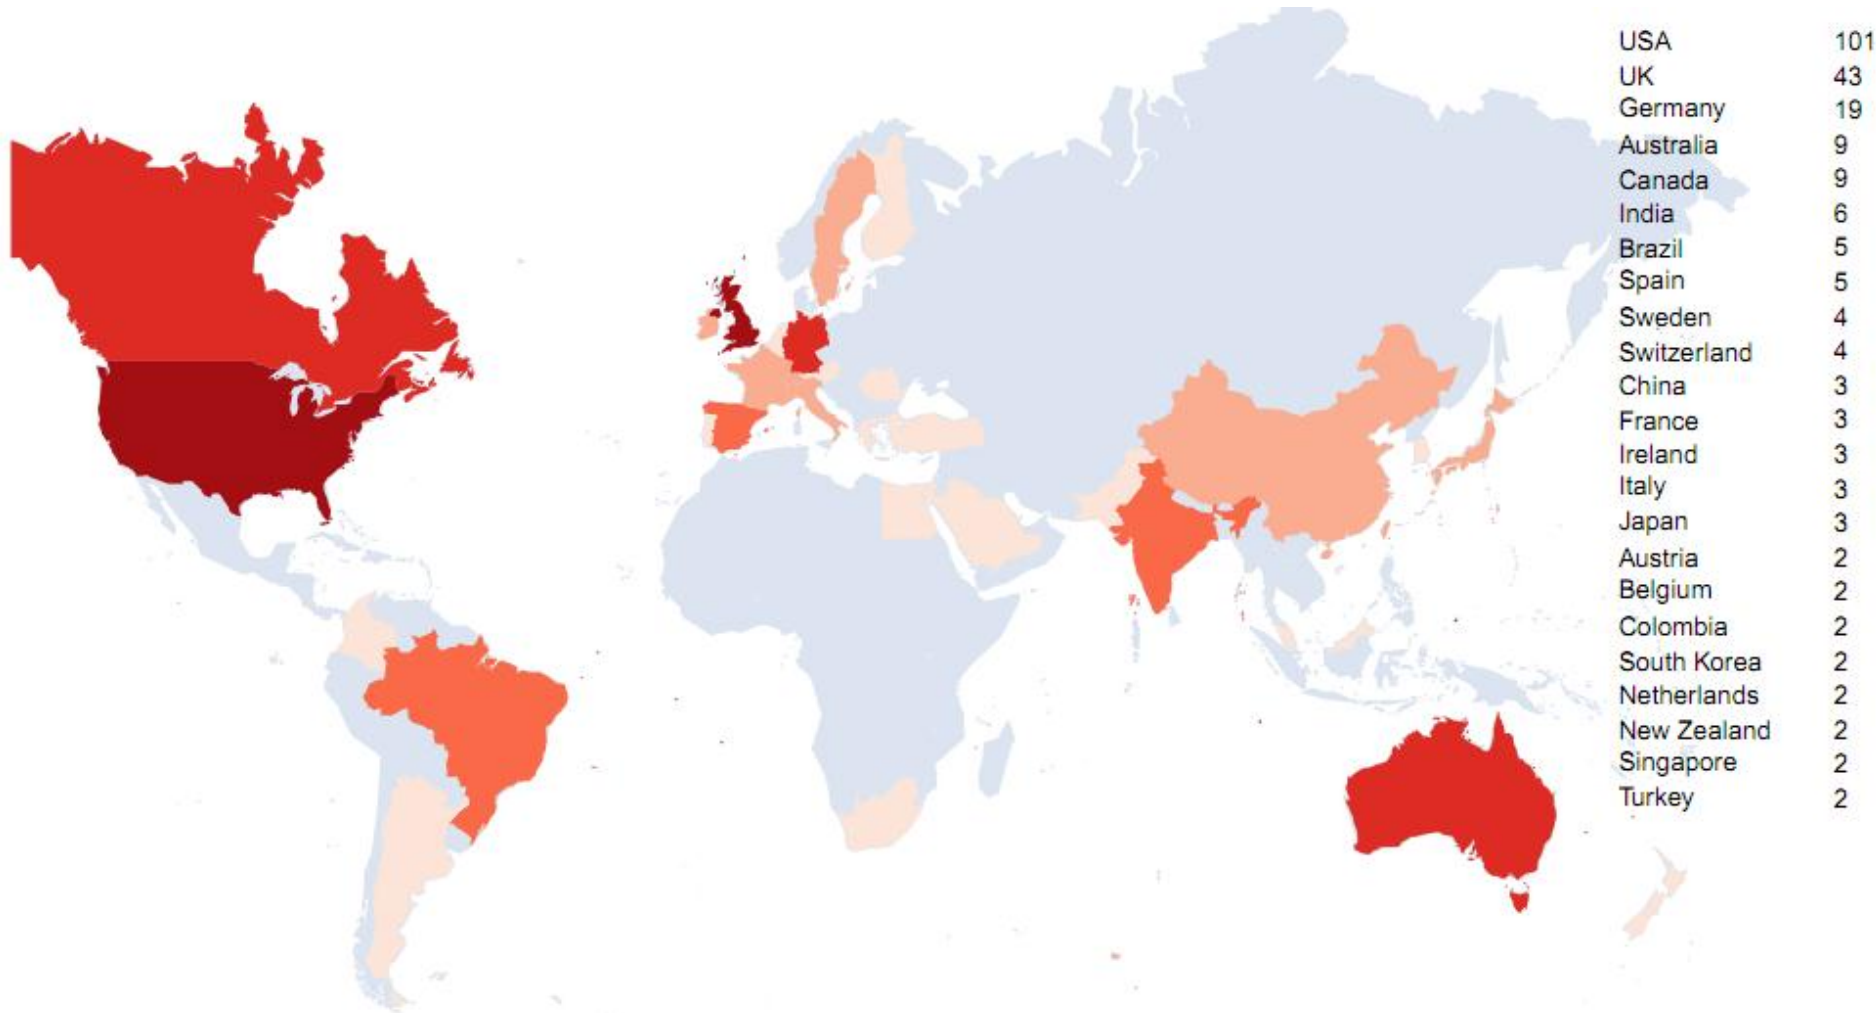 USA 101
UK 43
Germany 19
Australia 9
Canada 9
India 6
Brazil 5
Spain 5
Sweden 4
Switzerland 4
China 3
France 3
Ireland 3
Italy 3
Japan 3
Austria 2
Belgium 2
Colombia 2
South Korea 2
Netherlands 2
New Zealand 2
Singapore 2
Turkey 2